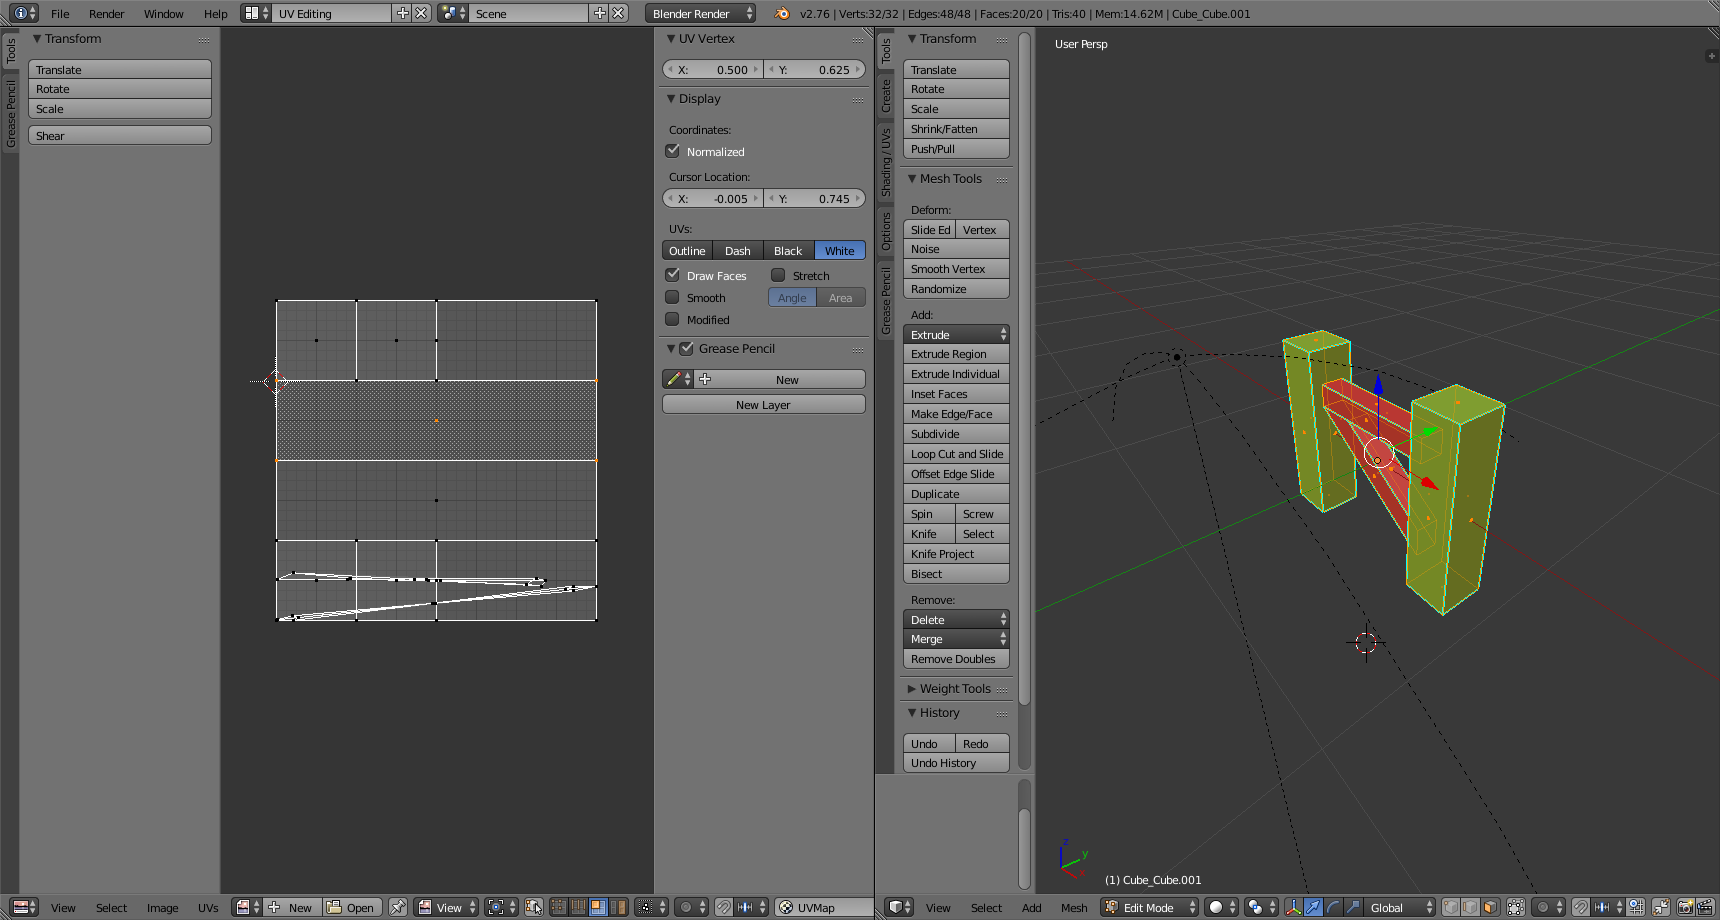 File Render Window Help UV Editing Scene Blender Render v2.76 | Verts:32/32 | Edges:48/48 | Faces:20/20 | Tris:40 | Mem:14.62M | Cube_Cube.001
Tools
Grease Pencil
Transform
Translate
Rotate
Scale
Shear
UV Vertex
X: 0.500 Y: 0.625
Display
Coordinates:
Normalized
Cursor Location:
X: -0.005 Y: 0.745
UVs:
Outline Dash Black White
Draw Faces Stretch
Smooth Angle Area
Modified
Grease Pencil
New
New Layer
Tools
Create
Shading / UVs
Options
Grease Pencil
Transform
Translate
Rotate
Scale
Shrink/Fatten
Push/Pull
Mesh Tools
Deform:
Slide Ed Vertex
Noise
Smooth Vertex
Randomize
Add:
Extrude
Extrude Region
Extrude Individual
Inset Faces
Make Edge/Face
Subdivide
Loop Cut and Slide
Offset Edge Slide
Duplicate
Spin Screw
Knife Select
Knife Project
Bisect
Remove:
Delete
Merge
Remove Doubles
Weight Tools
History
Undo Redo
Undo History
User Persp
z
y
x
(1) Cube_Cube.001
View Select Image UVs New Open View UVMap
View Select Add Mesh Edit Mode Global